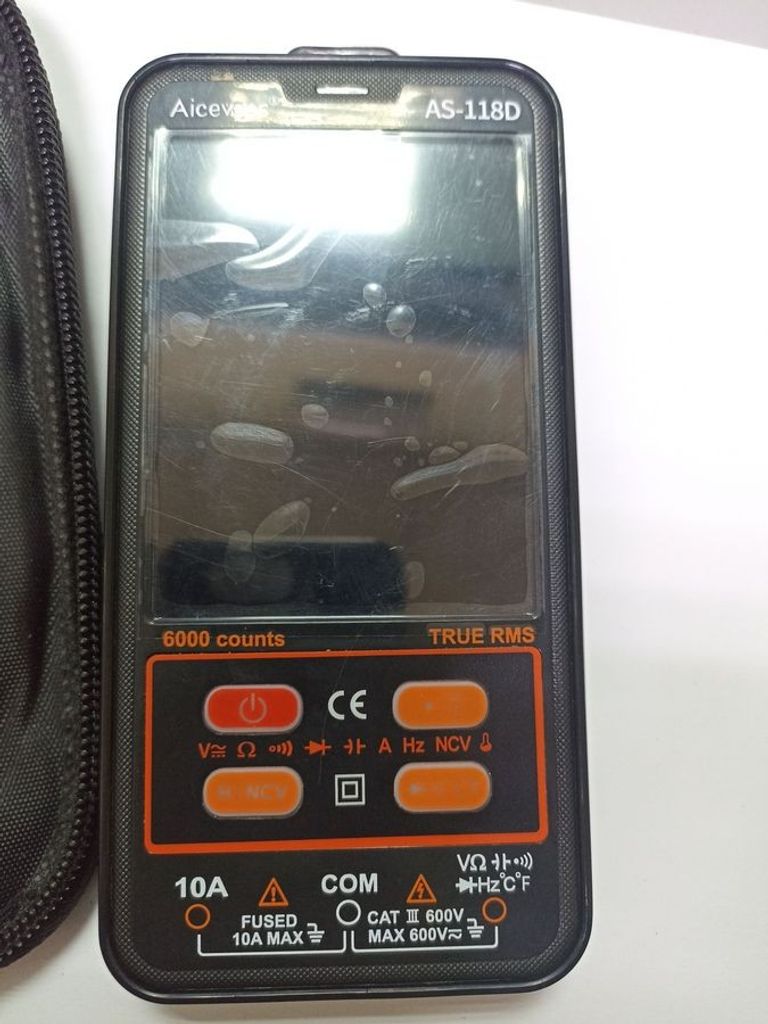 AS-118D
6000 counts TRUE RMS
CE
V Ω A Hz NCV
10A COM VΩ
Hz°C°F
FUSED CAT III 600V
10A MAX MAX 600V